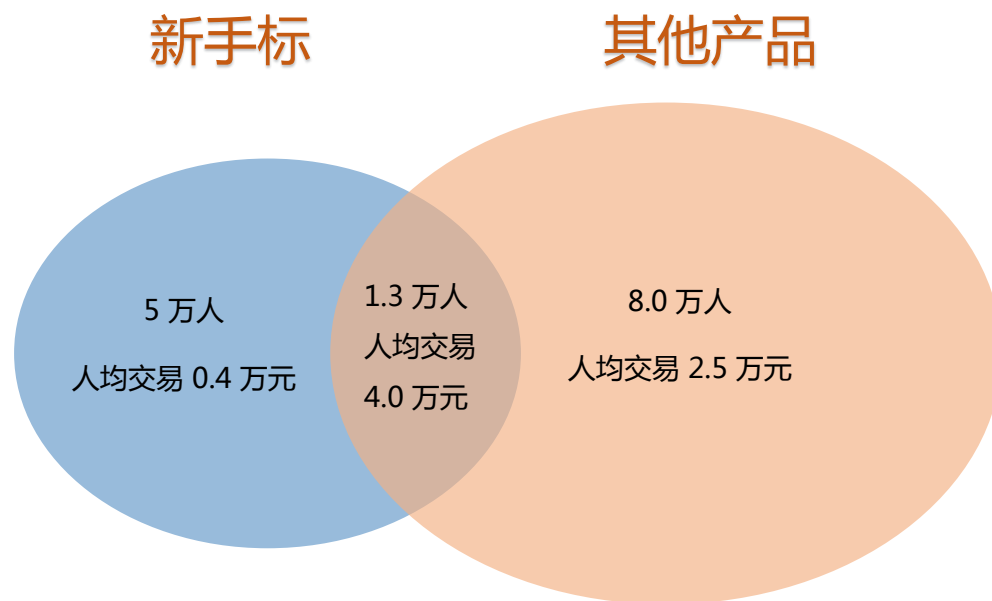 新手标
其他产品
5 万人
人均交易 0.4 万元
1.3 万人
人均交易
4.0 万元
8.0 万人
人均交易 2.5 万元